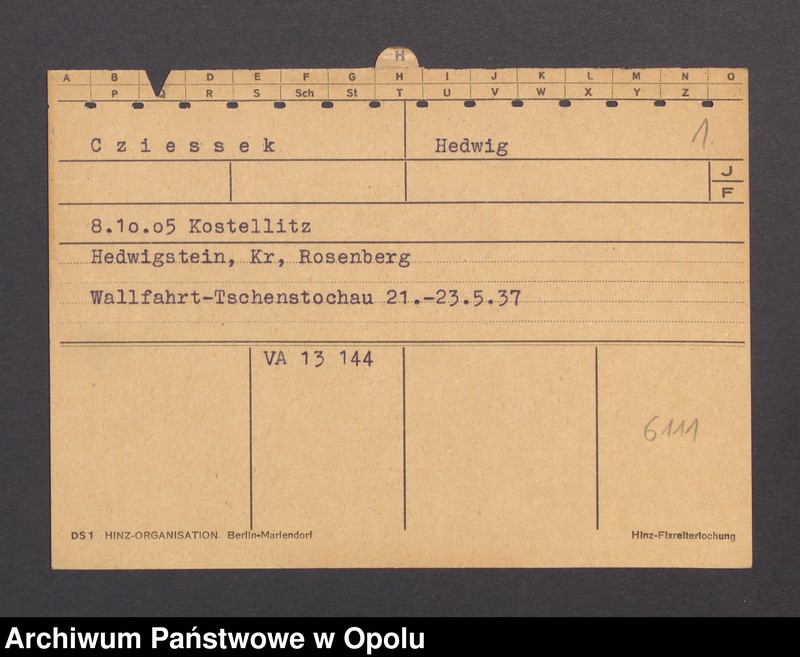 H
A B D E F G H I J K L M N O
P Q R S Sch St T U V W X Y Z
Cziessek Hedwig 1.
J
F
8.1o.o5 Kostellitz
Hedwigstein, Kr, Rosenberg
Wallfahrt-Tschenstochau 21.-23.5.37
VA 13 144
6111
DS1 HINZ-ORGANISATION. Berlin-Mariendorf Hinz-Fixreiterlochung
Archiwum Państwowe w Opolu